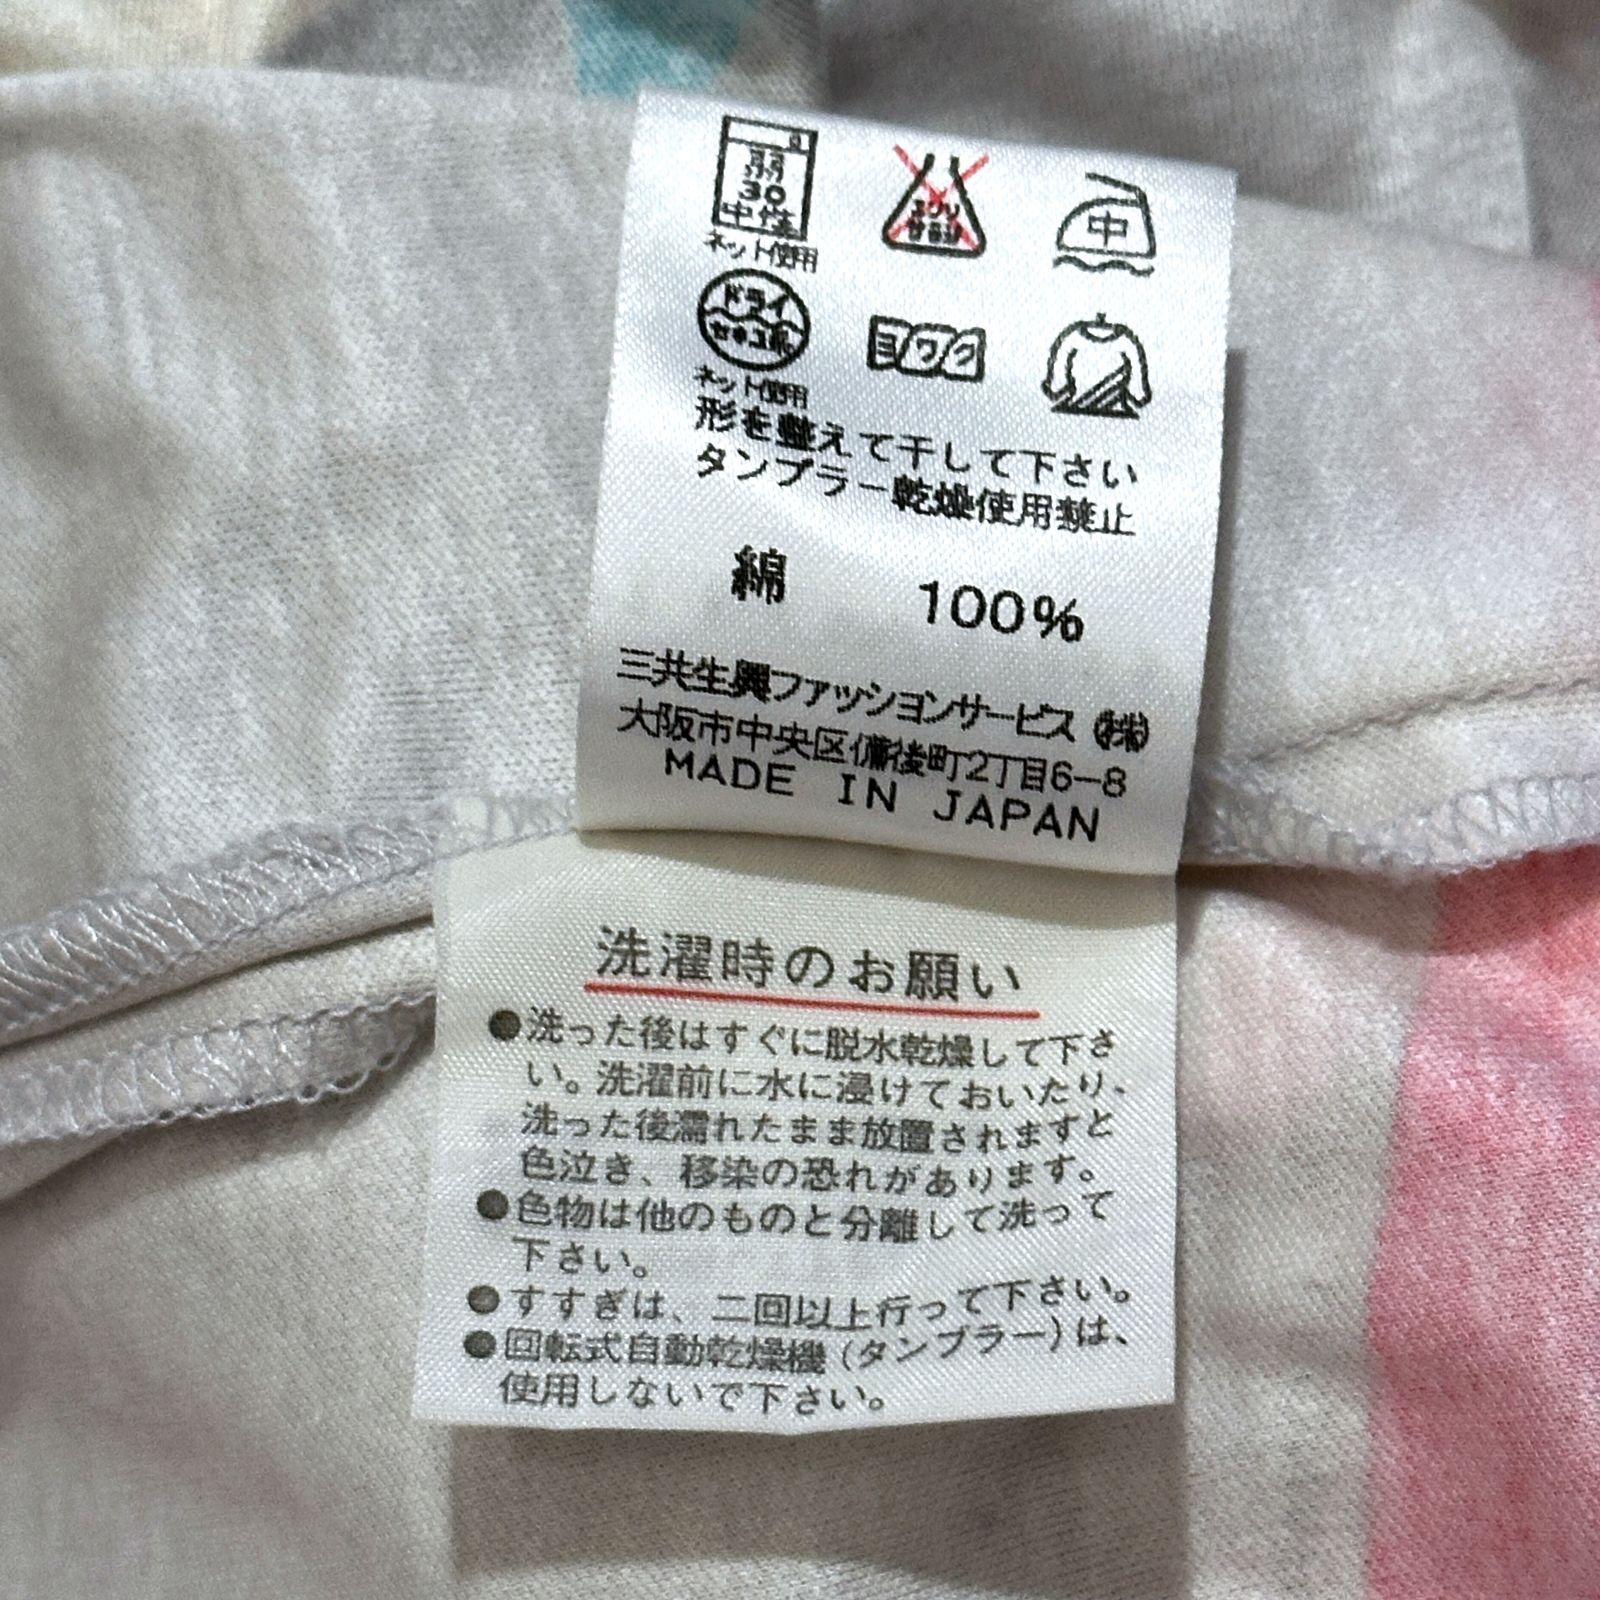 弱
30
中性
ネット使用
エンソ
サラシ
中
ドライ
セキユ系
ネット使用
ヨワク
形を整えて干して下さい
タンブラー乾燥使用禁止
綿 100%
三共生興ファッションサービス(株)
大阪市中央区備後町2丁目6-8
MADE IN JAPAN
洗濯時のお願い
●洗った後はすぐに脱水乾燥して下さ
い。洗濯前に水に浸けておいたり、
洗った後濡れたまま放置されますと
色泣き、移染の恐れがあります。
●色物は他のものと分離して洗って
下さい。
●すすぎは、二回以上行って下さい。
●回転式自動乾燥機(タンブラー)は、
使用しないで下さい。